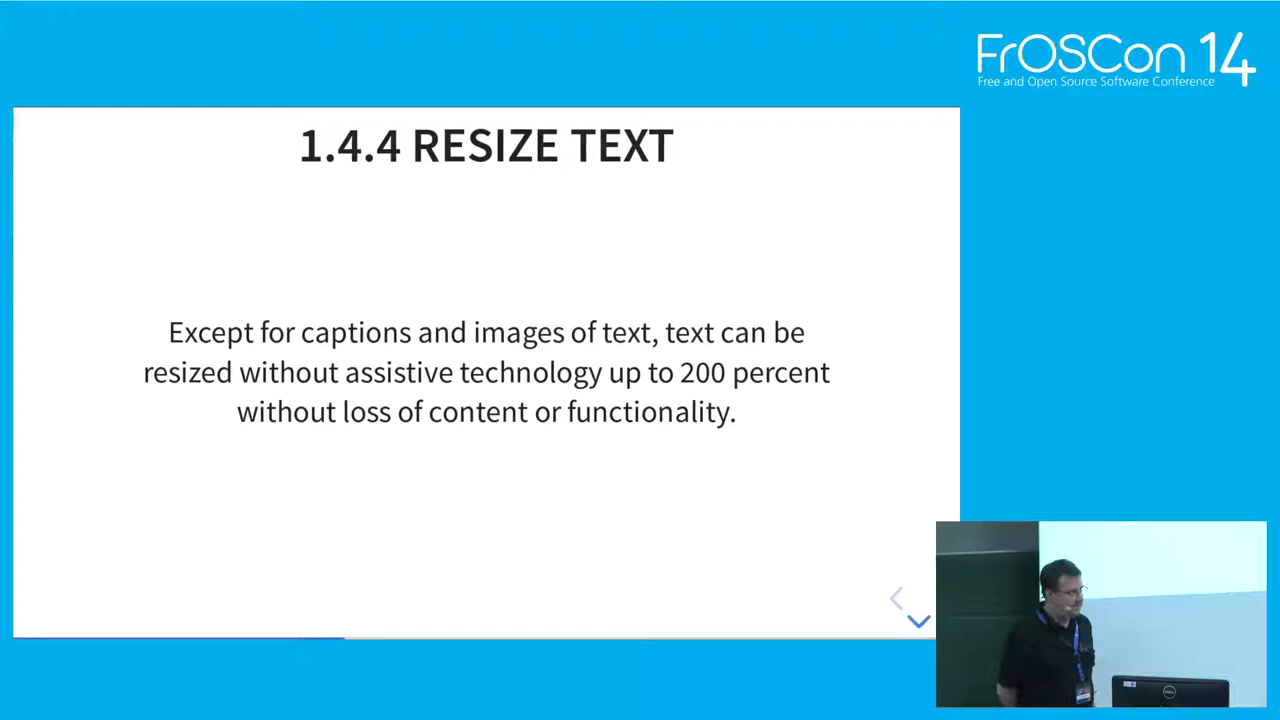 FrOSCon 14
Free and Open Source Software Conference
1.4.4 RESIZE TEXT
Except for captions and images of text, text can be
resized without assistive technology up to 200 percent
without loss of content or functionality.
DELL